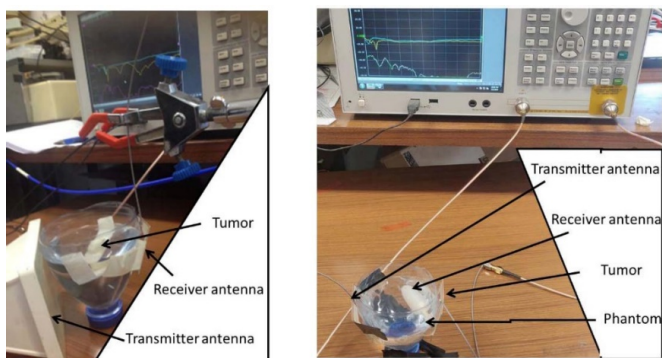 Tumor
Receiver antenna
Transmitter antenna
Transmitter antenna
Receiver antenna
Tumor
Phantom